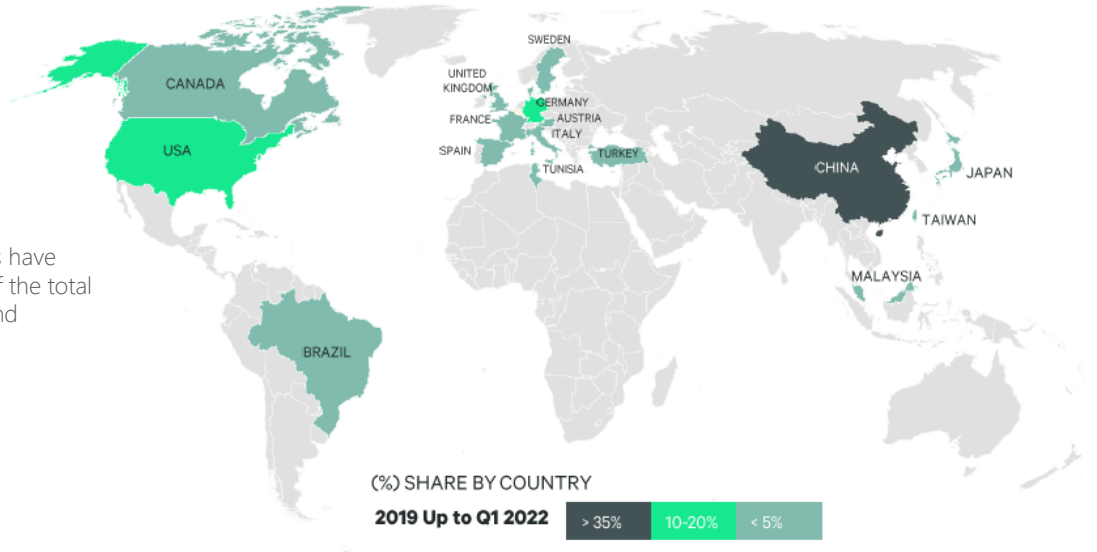 SWEDEN
UNITED
KINGDOM
CANADA
GERMANY
FRANCE
AUSTRIA
ITALY
USA
SPAIN
TURKEY
TUNISIA
CHINA
JAPAN
TAIWAN
have
the total
MALAYSIA
BRAZIL
(%) SHARE BY COUNTRY
2019 Up to Q1 2022
> 35%
10-20%
< 5%